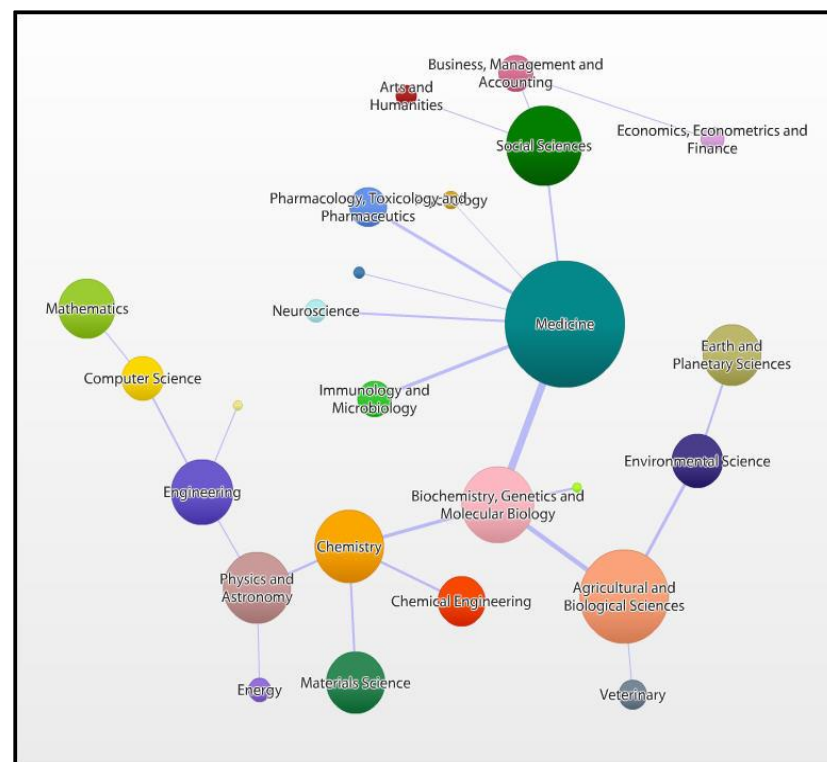 Business, Management and
Accounting
Arts and
Humanities
Economics, Econometrics and
Finance
Social Sciences
Pharmacology, Toxicology and
Pharmaceutics
Mathematics
Neuroscience
Medicine
Earth and
Planetary Sciences
Computer Science
Immunology and
Microbiology
Environmental Science
Engineering
Biochemistry, Genetics and
Molecular Biology
Chemistry
Physics and
Astronomy
Chemical Engineering
Agricultural and
Biological Sciences
Energy
Materials Science
Veterinary